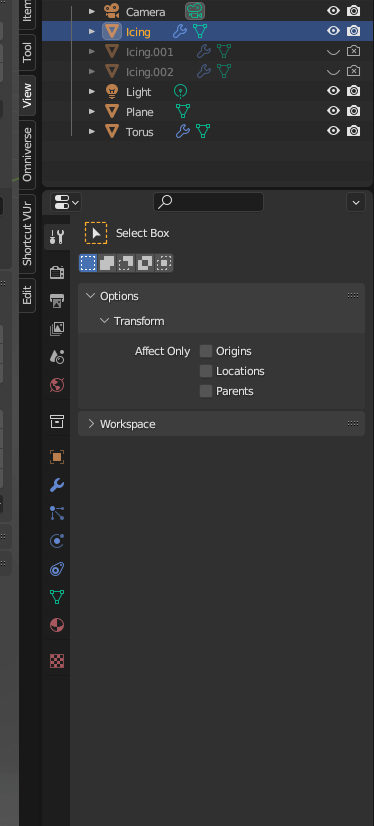 Camera
Icing
Icing.001
Icing.002
Light
Plane
Torus
Item
Tool
View
Omniverse
Shortcut VUr
Edit
Select Box
Options
Transform
Affect Only
Origins
Locations
Parents
Workspace